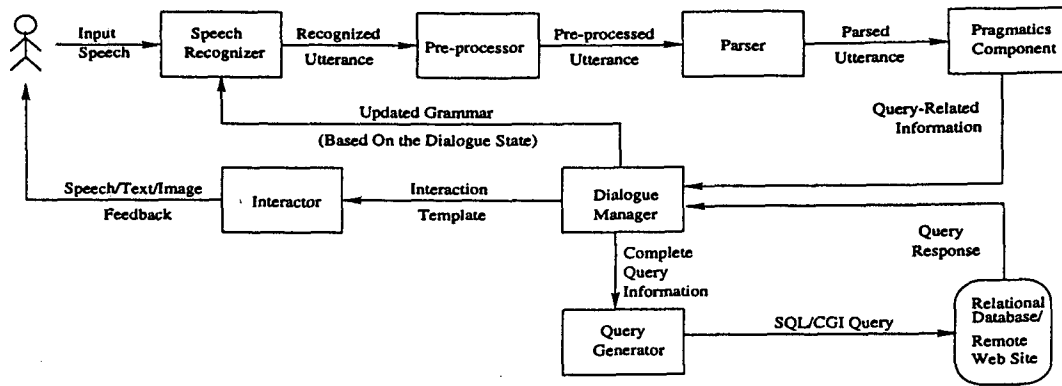 Input
Speech
Speech
Recognizer
Recognized
Utterance
Pre-processor
Pre-processed
Utterance
Parser
Parsed
Utterance
Pragmatics
Component
Updated Grammar
(Based On the Dialogue State)
Query-Related
Information
Speech/Text/Image
Feedback
Interactor
Interaction
Template
Dialogue
Manager
Query
Response
Complete
Query
Information
Query
Generator
SQL/CGI Query
Relational
Database/
Remote
Web Site